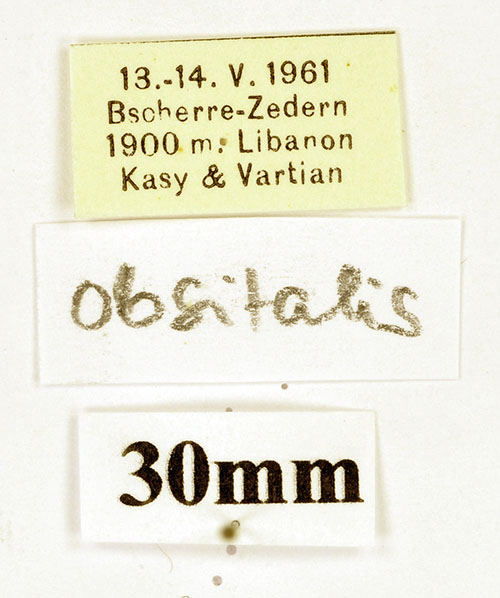 13.-14. V. 1961
Bscherre-Zedern
1900 m. Libanon
Kasy & Vartian
obsitalis
30mm